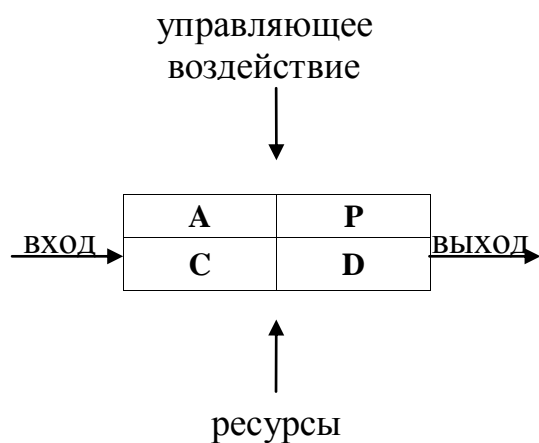 управляющее
воздействие
A P
вход C D выход
ресурсы